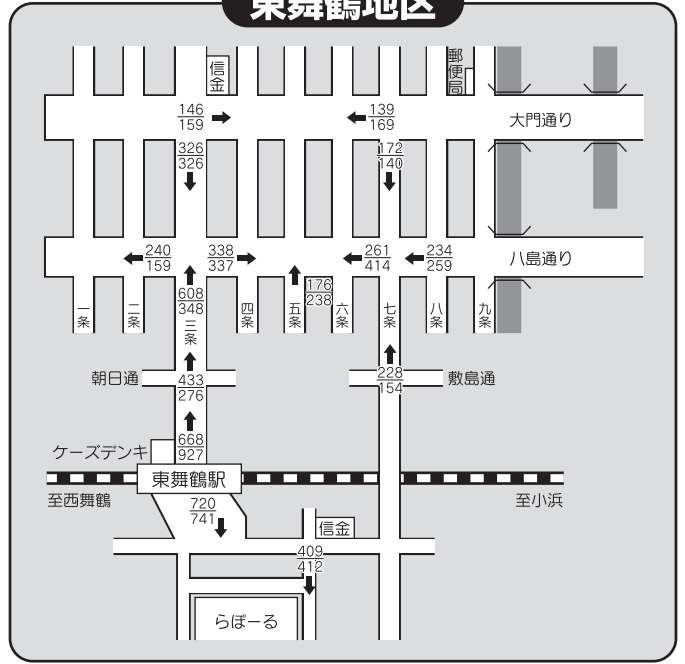 東舞鶴地区
信金
郵便局
146
159
139
169
大門通り
326
326
172
140
240
159
338
337
261
414
234
259
八島通り
608
348
176
238
一条
二条
三条
四条
五条
六条
七条
八条
九条
朝日通
433
276
228
154
敷島通
668
927
ケーズデンキ
東舞鶴駅
至西舞鶴
至小浜
720
741
信金
409
412
らぽーる